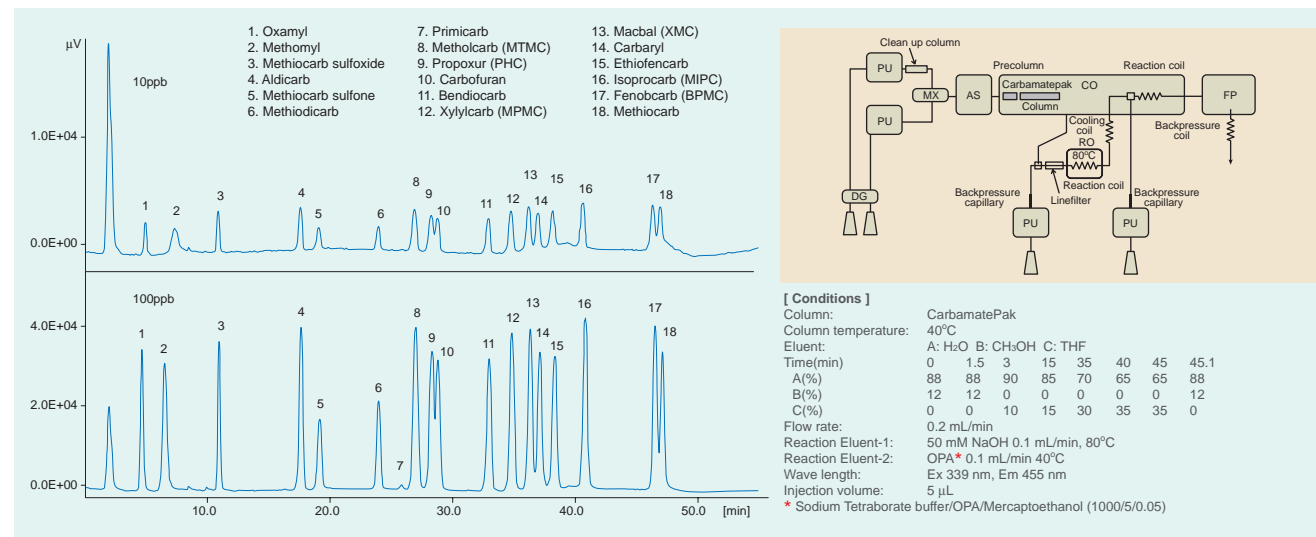 μV
10ppb
1.0E+04
0.0E+00
1. Oxamyl
2. Methomyl
3. Methiocarb sulfoxide
4. Aldicarb
5. Methiocarb sulfone
6. Methiodicarb
7. Primicarb
8. Metholcarb (MTMC)
9. Propoxur (PHC)
10. Carbofuran
11. Bendiocarb
12. Xylylcarb (MPMC)
13. Macbal (XMC)
14. Carbaryl
15. Ethiofencarb
16. Isoprocarb (MIPC)
17. Fenobcarb (BPMC)
18. Methiocarb
1 2 3 4 5 6 8 9 10 11 12 13 14 15 16 17 18
100ppb
4.0E+04
2.0E+04
0.0E+00
1 2 3 4 5 6 7 8 9 10 11 12 13 14 15 16 17 18
10.0 20.0 30.0 40.0 50.0 [min]
Clean up column
PU
Precolumn
Reaction coil
MX
AS
Carbamatepak
CO
Column
FP
PU
Cooling
coil
Backpressure
coil
RO
80°C
Reaction coil
DG
Linefilter
Backpressure
capillary
Backpressure
capillary
PU
PU
[ Conditions ]
Column: CarbamatePak
Column temperature: 40°C
Eluent: A: H₂O B: CH₃OH C: THF
Time(min) 0 1.5 3 15 35 40 45 45.1
A(%) 88 88 90 85 70 65 65 88
B(%) 12 12 0 0 0 0 0 12
C(%) 0 0 10 15 30 35 35 0
Flow rate: 0.2 mL/min
Reaction Eluent-1: 50 mM NaOH 0.1 mL/min, 80°C
Reaction Eluent-2: OPA* 0.1 mL/min 40°C
Wave length: Ex 339 nm, Em 455 nm
Injection volume: 5 μL
* Sodium Tetraborate buffer/OPA/Mercaptoethanol (1000/5/0.05)